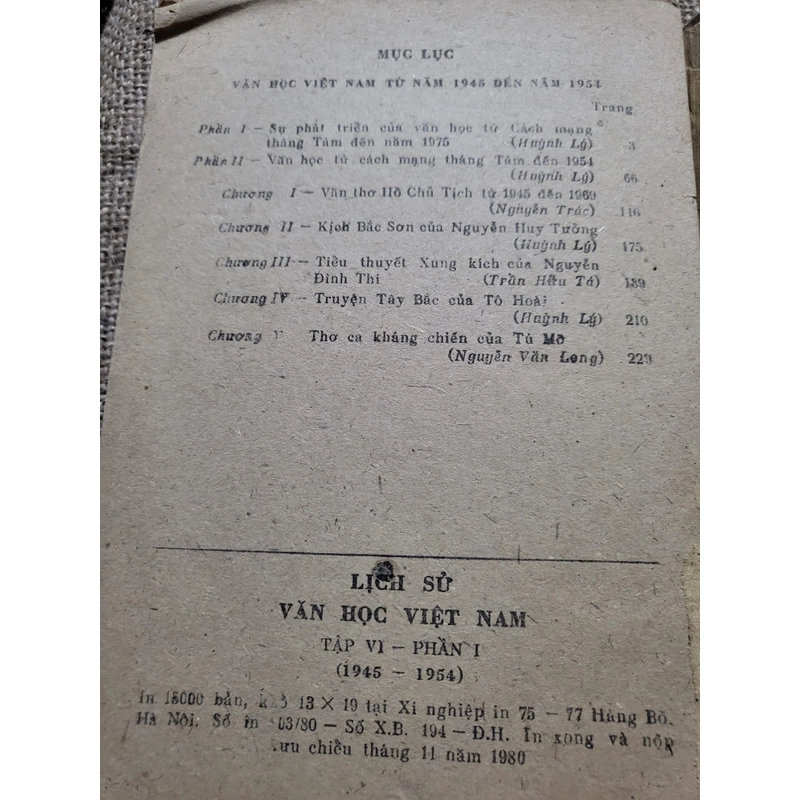 MỤC LỤC
VĂN HỌC VIỆT NAM TỪ NĂM 1945 ĐẾN NĂM 1954
Trang
Phần I — Sự phát triển của văn học từ Cách mạng
tháng Tám đến năm 1975 (Huỳnh Lý) 3
Phần II — Văn học từ cách mạng tháng Tám đến 1954
(Huỳnh Lý) 66
Chương I — Văn thơ Hồ Chủ Tịch từ 1945 đến 1969
(Nguyễn Trác) 116
Chương II — Kịch Bắc Sơn của Nguyễn Huy Tưởng
(Huỳnh Lý) 175
Chương III — Tiểu thuyết Xung kích của Nguyễn
Đình Thi (Trần Hữu Tá) 189
Chương IV — Truyện Tây Bắc của Tô Hoài
(Huỳnh Lý) 210
Chương V Thơ ca kháng chiến của Tú Mỡ
(Nguyễn Văn Long) 229
LỊCH SỬ
VĂN HỌC VIỆT NAM
TẬP VI — PHẦN I
(1945 — 1954)
In 15000 bản, khổ 13 × 19 tại Xí nghiệp in 75 — 77 Hàng Bồ.
Hà Nội. Số in 03/80 — Số X.B. 194 — Đ.H. In xong và nộp
lưu chiểu tháng 11 năm 1980